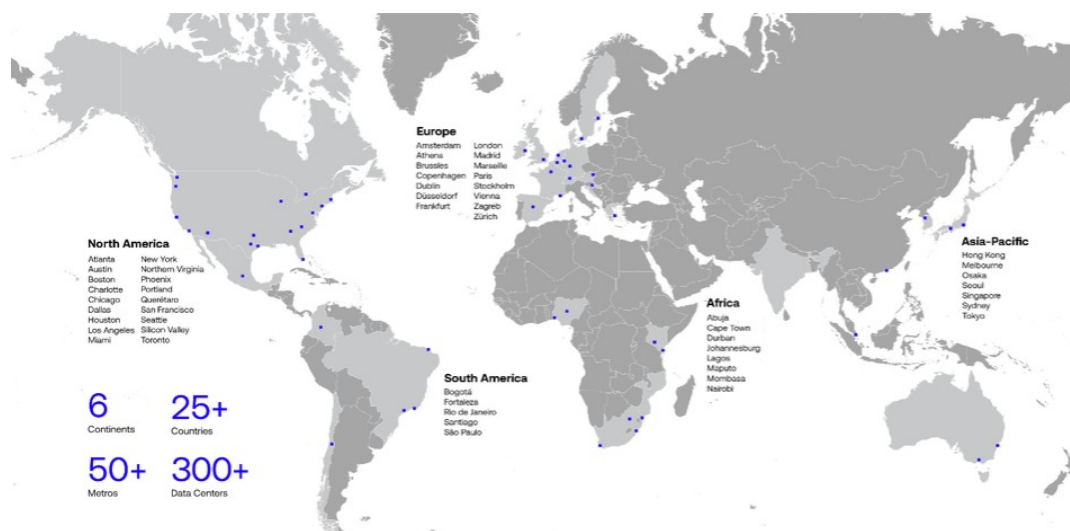 Europe
Amsterdam London
Athens Madrid
Brussles Marseille
Copenhagen Paris
Dublin Stockholm
Düsseldorf Vienna
Frankfurt Zagreb
Zürich
North America
Atlanta New York
Austin Northern Virginia
Boston Phoenix
Charlotte Portland
Chicago Querétaro
Dallas San Francisco
Houston Seattle
Los Angeles Silicon Valley
Miami Toronto
Asia-Pacific
Hong Kong
Melbourne
Osaka
Seoul
Singapore
Sydney
Tokyo
Africa
Abuja
Cape Town
Durban
Johannesburg
Lagos
Maputo
Mombasa
Nairobi
South America
Bogotá
Fortaleza
Rio de Janeiro
Santiago
São Paulo
6 25+
Continents Countries
50+ 300+
Metros Data Centers